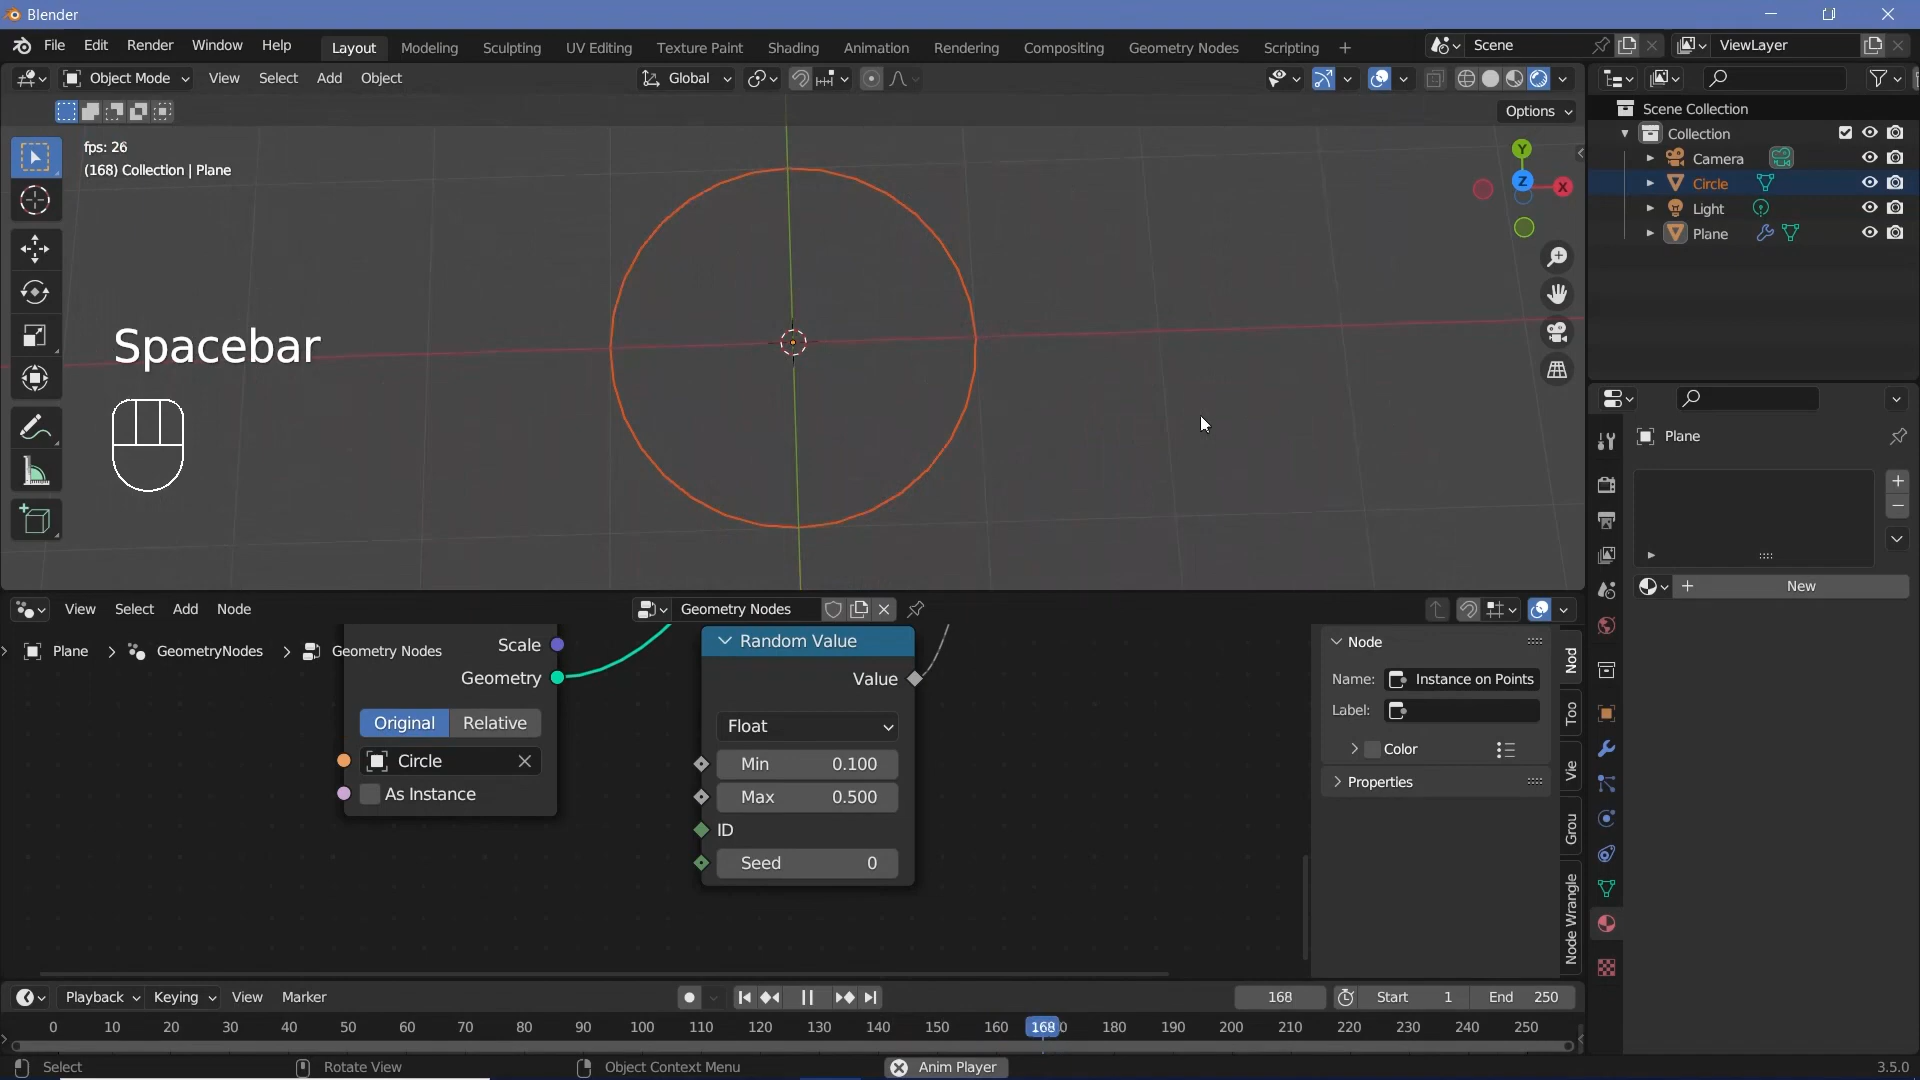 Blender
File Edit Render Window Help
Layout Modeling Sculpting UV Editing Texture Paint Shading Animation Rendering Compositing Geometry Nodes Scripting +
Scene
ViewLayer
Object Mode View Select Add Object
Global
Options
fps: 26
(168) Collection | Plane
Y
Z
X
Spacebar
Scene Collection
Collection
Camera
Circle
Light
Plane
Plane
New
View Select Add Node
Geometry Nodes
Plane > GeometryNodes > Geometry Nodes
Scale
Geometry
Original Relative
Circle
As Instance
Random Value
Value
Float
Min 0.100
Max 0.500
ID
Seed 0
Node
Name: Instance on Points
Label:
Color
Properties
Nod
Too
Vie
Grou
Node Wrangle
Playback Keying View Marker
168
Start 1
End 250
0 10 20 30 40 50 60 70 80 90 100 110 120 130 140 150 160 168 0 180 190 200 210 220 230 240 250
Select
Rotate View
Object Context Menu
Anim Player
3.5.0